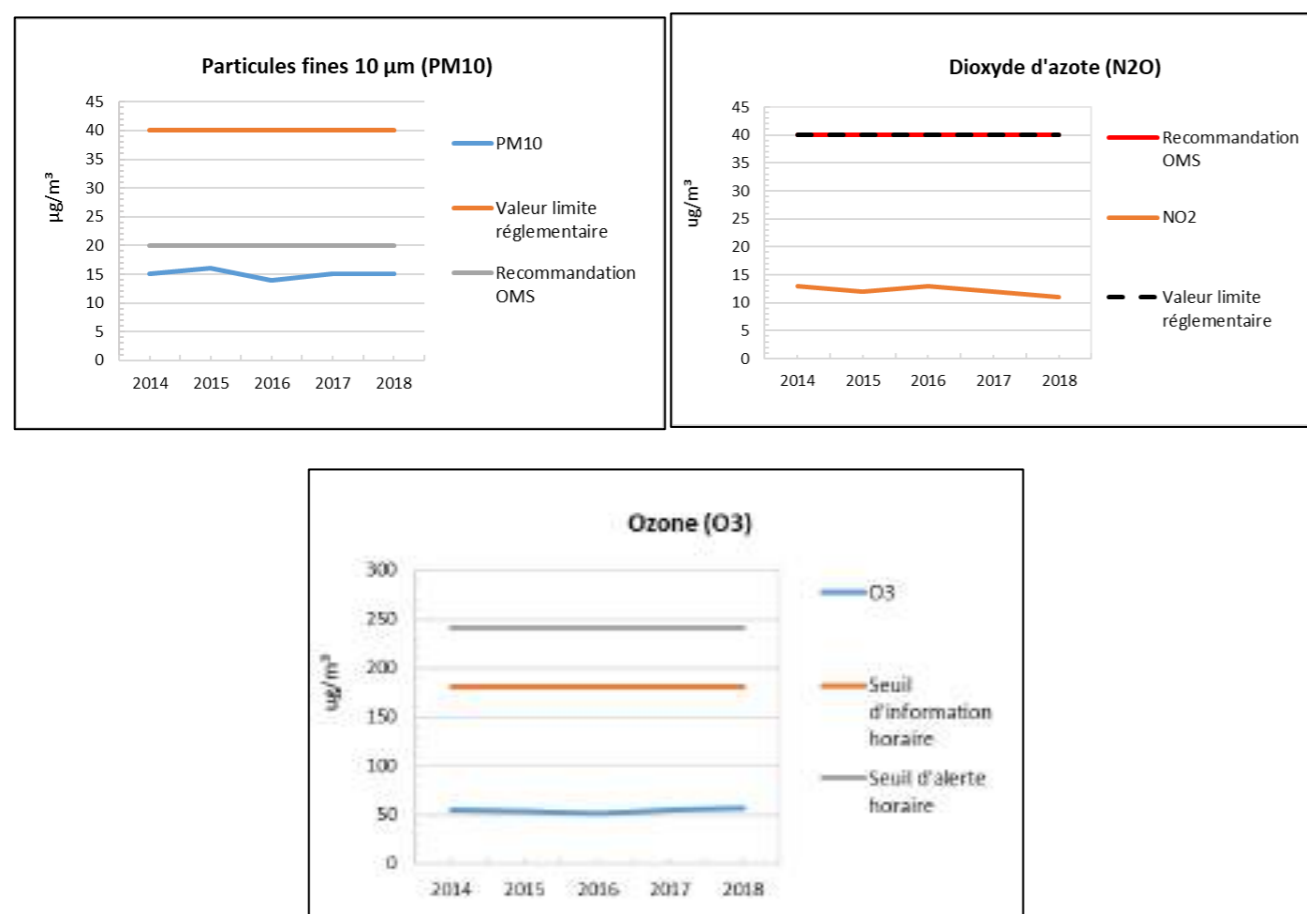 Particules fines 10 µm (PM10)
µg/m³
45
40
35
30
25
20
15
10
5
0
2014 2015 2016 2017 2018
PM10
Valeur limite
réglementaire
Recommandation
OMS
Dioxyde d'azote (N2O)
ug/m³
45
40
35
30
25
20
15
10
5
0
2014 2015 2016 2017 2018
Recommandation
OMS
NO2
Valeur limite
réglementaire
Ozone (O3)
ug/m³
300
250
200
150
100
50
0
2014 2015 2016 2017 2018
O3
Seuil
d'information
horaire
Seuil d'alerte
horaire